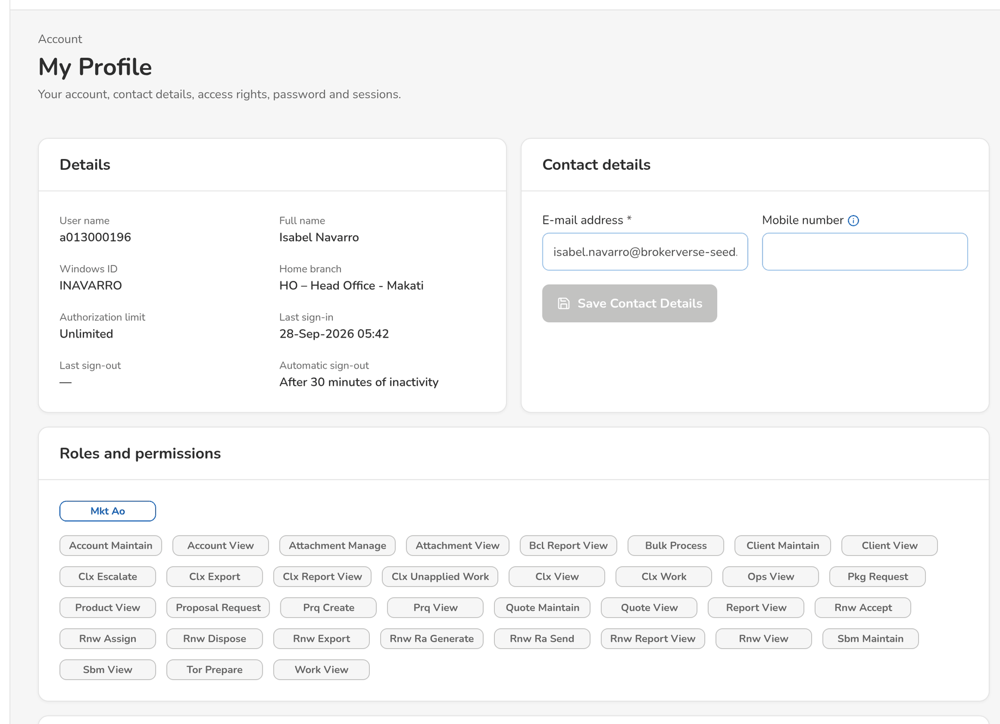 Account
My Profile
Your account, contact details, access rights, password and sessions.
Details
User name
a013000196
Full name
Isabel Navarro
Windows ID
INAVARRO
Home branch
HO – Head Office - Makati
Authorization limit
Unlimited
Last sign-in
28-Sep-2026 05:42
Last sign-out
—
Automatic sign-out
After 30 minutes of inactivity
Contact details
E-mail address *
isabel.navarro@brokerverse-seed.
Mobile number
Save Contact Details
Roles and permissions
Mkt Ao
Account Maintain Account View Attachment Manage Attachment View Bcl Report View Bulk Process Client Maintain Client View
Clx Escalate Clx Export Clx Report View Clx Unapplied Work Clx View Clx Work Ops View Pkg Request
Product View Proposal Request Prq Create Prq View Quote Maintain Quote View Report View Rnw Accept
Rnw Assign Rnw Dispose Rnw Export Rnw Ra Generate Rnw Ra Send Rnw Report View Rnw View Sbm Maintain
Sbm View Tor Prepare Work View